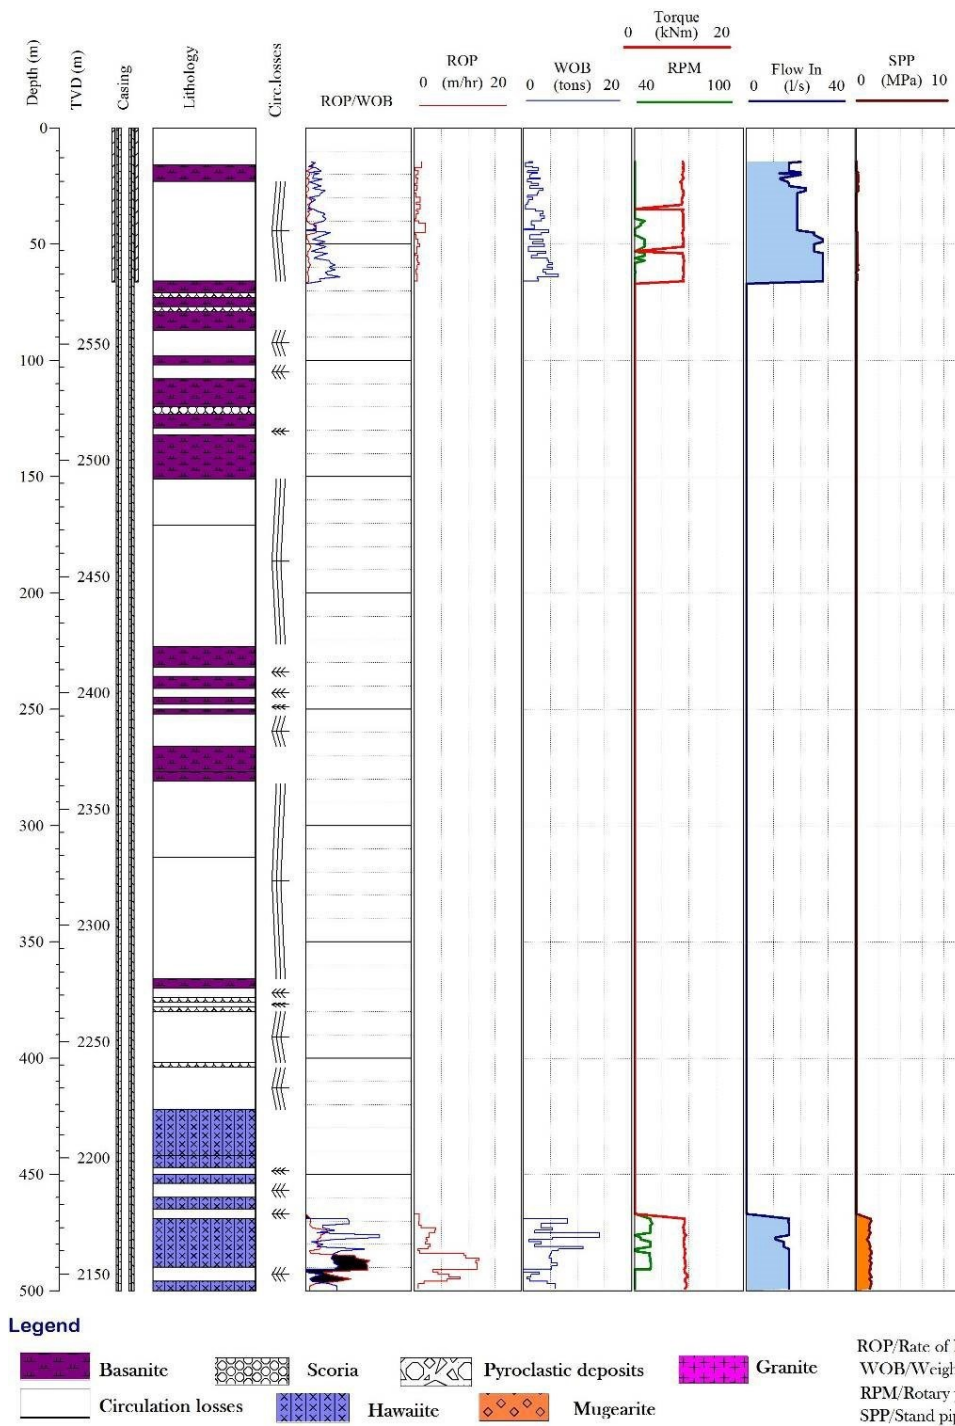 Depth (m)
TVD (m)
Casing
Lithology
Circ.losses
ROP/WOB
ROP
0 (m/hr) 20
WOB
0 (tons) 20
Torque
0 (kNm) 20
RPM
40 100
Flow In
0 (l/s) 40
SPP
0 (MPa) 10
0
50
2550
100
2500
150
2450
200
2400
250
2350
300
2300
350
2250
400
2200
450
2150
500
Legend
Basanite
Scoria
Pyroclastic deposits
Granite
Circulation losses
Hawaiite
Mugearite
ROP/Rate of
WOB/Weigh
RPM/Rotary
SPP/Stand pip